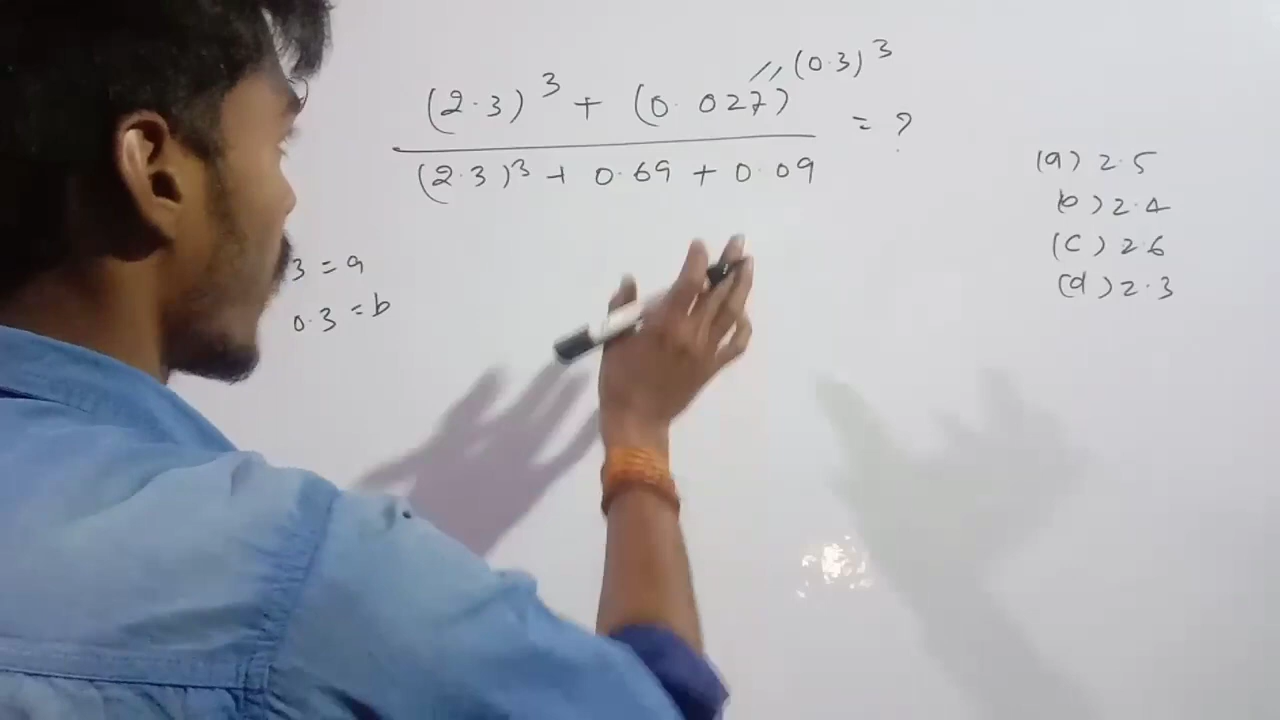 (2.3)³ + (0.027) // (0.3)³
(2.3)³ + 0.69 + 0.09 = ?
(a) 2.5
(b) 2.4
(c) 2.6
(d) 2.3
3 = a
0.3 = b